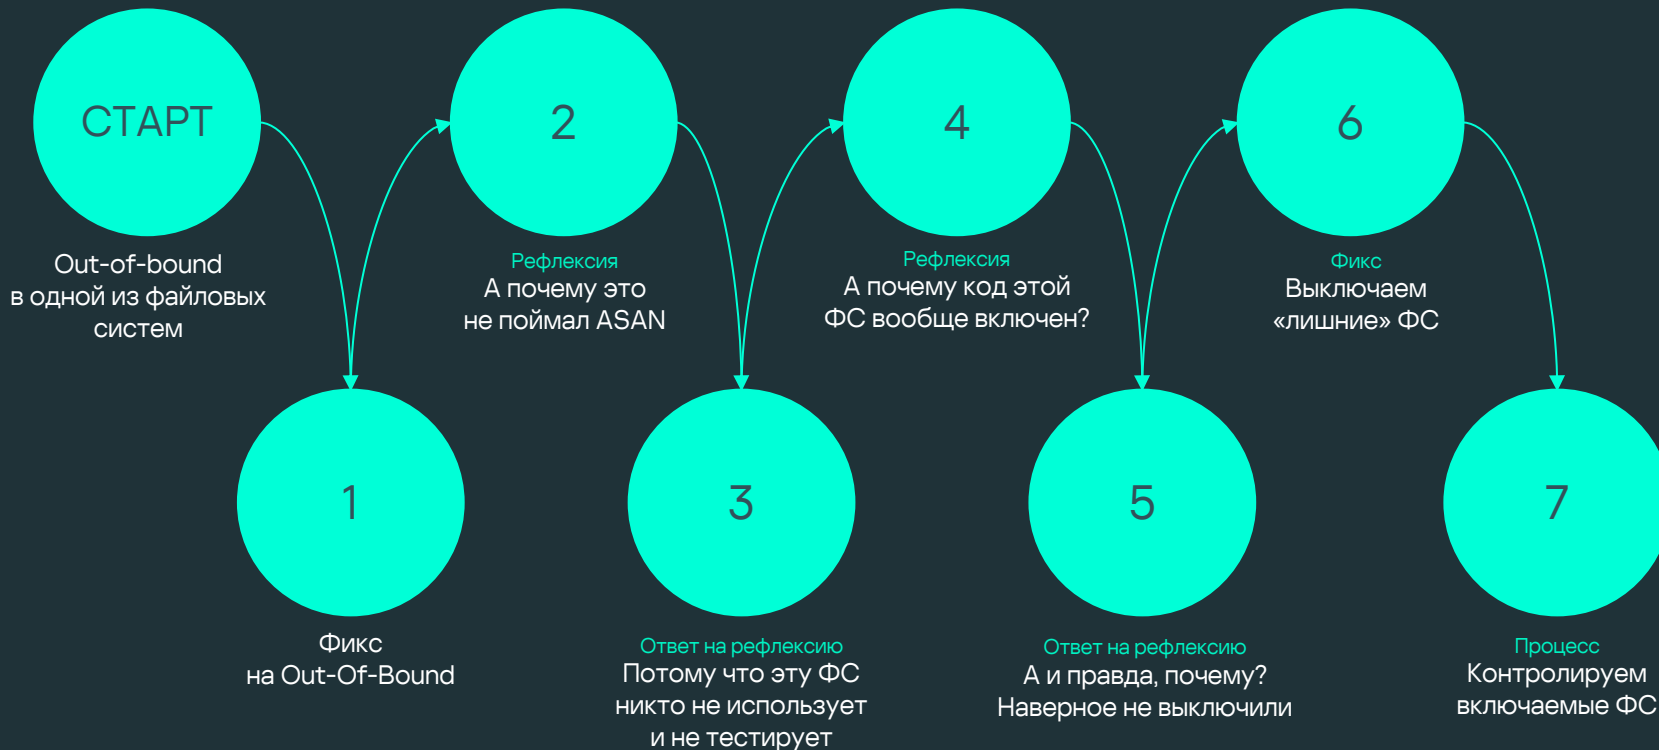 СТАРТ
Out-of-bound
в одной из файловых
систем
1
Фикс
на Out-Of-Bound
2
Рефлексия
А почему это
не поймал ASAN
3
Ответ на рефлексию
Потому что эту ФС
никто не использует
и не тестирует
4
Рефлексия
А почему код этой
ФС вообще включен?
5
Ответ на рефлексию
А и правда, почему?
Наверное не выключили
6
Фикс
Выключаем
«лишние» ФС
7
Процесс
Контролируем
включаемые ФС